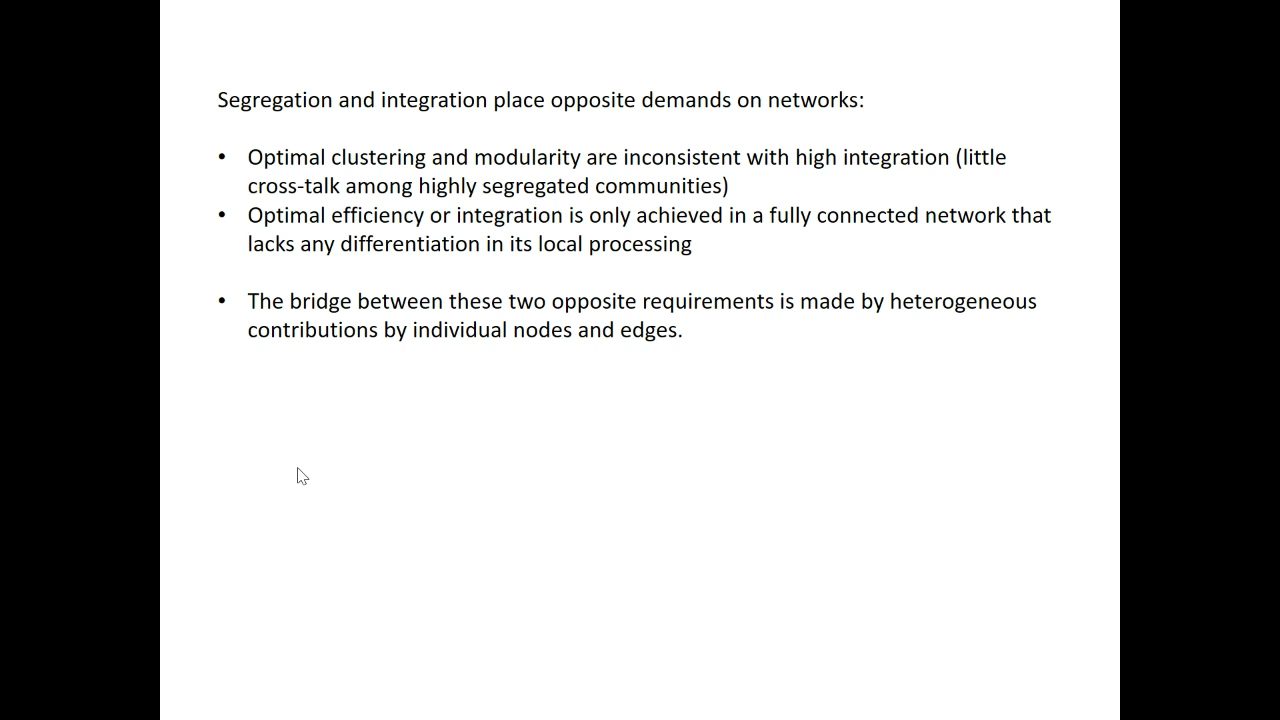 Segregation and integration place opposite demands on networks:
• Optimal clustering and modularity are inconsistent with high integration (little
cross-talk among highly segregated communities)
• Optimal efficiency or integration is only achieved in a fully connected network that
lacks any differentiation in its local processing
• The bridge between these two opposite requirements is made by heterogeneous
contributions by individual nodes and edges.